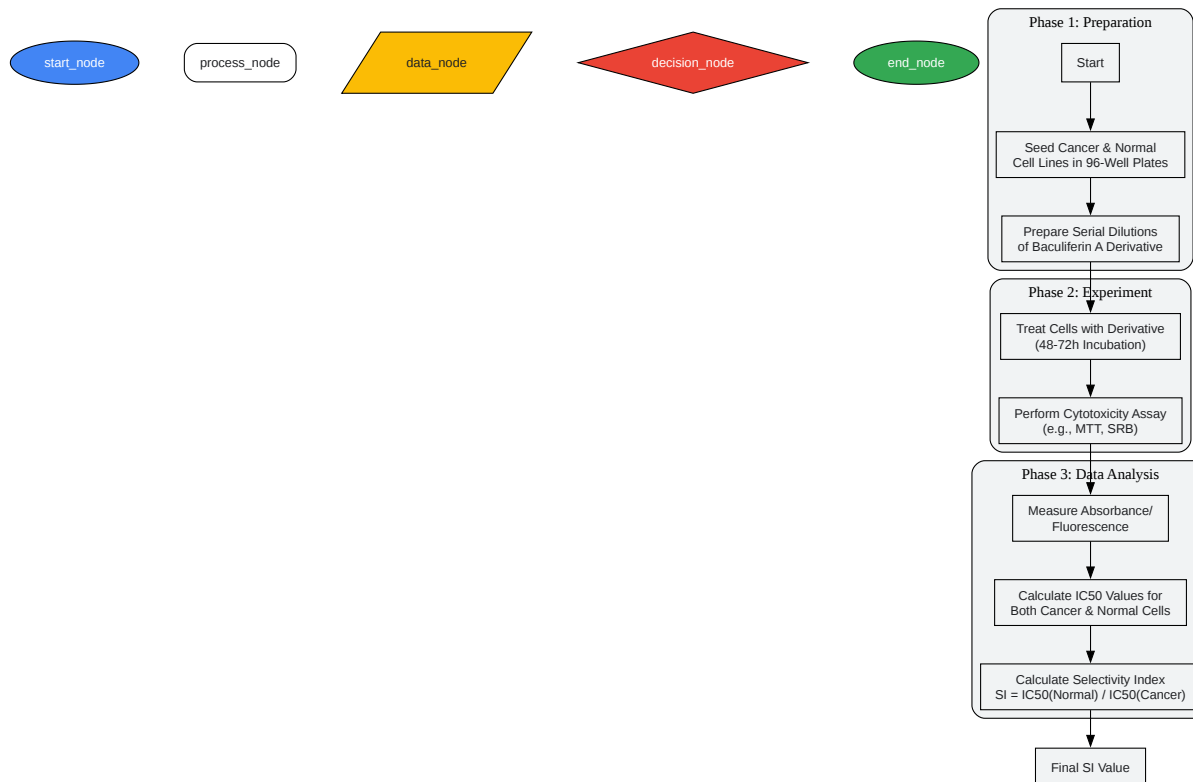 start_node
process_node
data_node
decision_node
end_node
Phase 1: Preparation
Start
Seed Cancer & Normal
Cell Lines in 96-Well Plates
Prepare Serial Dilutions
of Baculiferin A Derivative
Phase 2: Experiment
Treat Cells with Derivative
(48-72h Incubation)
Perform Cytotoxicity Assay
(e.g., MTT, SRB)
Phase 3: Data Analysis
Measure Absorbance/
Fluorescence
Calculate IC50 Values for
Both Cancer & Normal Cells
Calculate Selectivity Index
SI = IC50(Normal) / IC50(Cancer)
Final SI Value